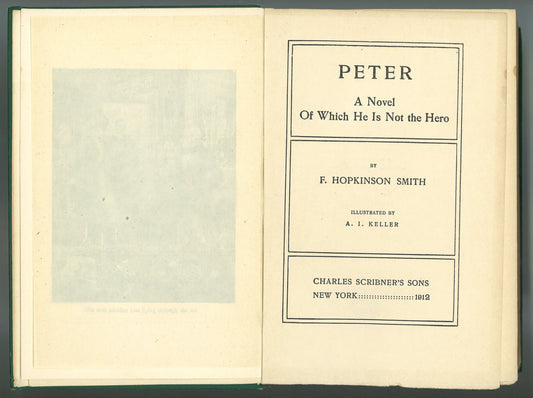 PETER
A Novel
Of Which He Is Not the Hero
BY
F. HOPKINSON SMITH
ILLUSTRATED BY
A. I. KELLER
CHARLES SCRIBNER'S SONS
NEW YORK::::::::::::::::::::::1912